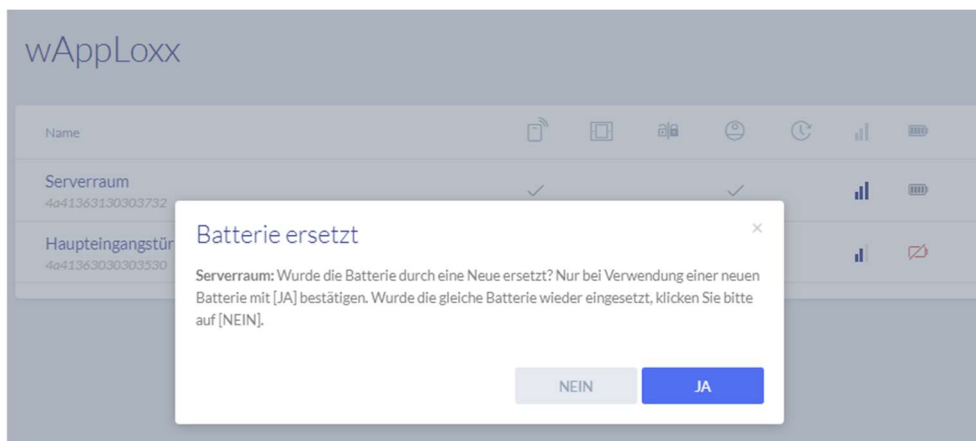 wAppLoxx
Name
Serverraum
4a41363130303732
Haupteingangstür
4a41363030303530
Batterie ersetzt
×
Serverraum: Wurde die Batterie durch eine Neue ersetzt? Nur bei Verwendung einer neuen
Batterie mit [JA] bestätigen. Wurde die gleiche Batterie wieder eingesetzt, klicken Sie bitte
auf [NEIN].
NEIN
JA